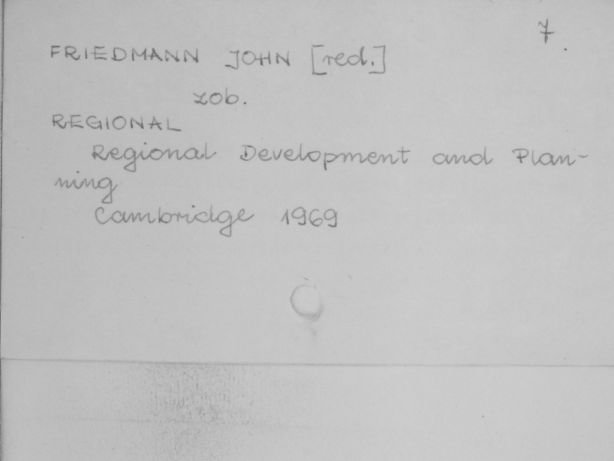 7.
FRIEDMANN JOHN [red.]
zob.
REGIONAL
Regional Development and Plan-
ning
Cambridge 1969